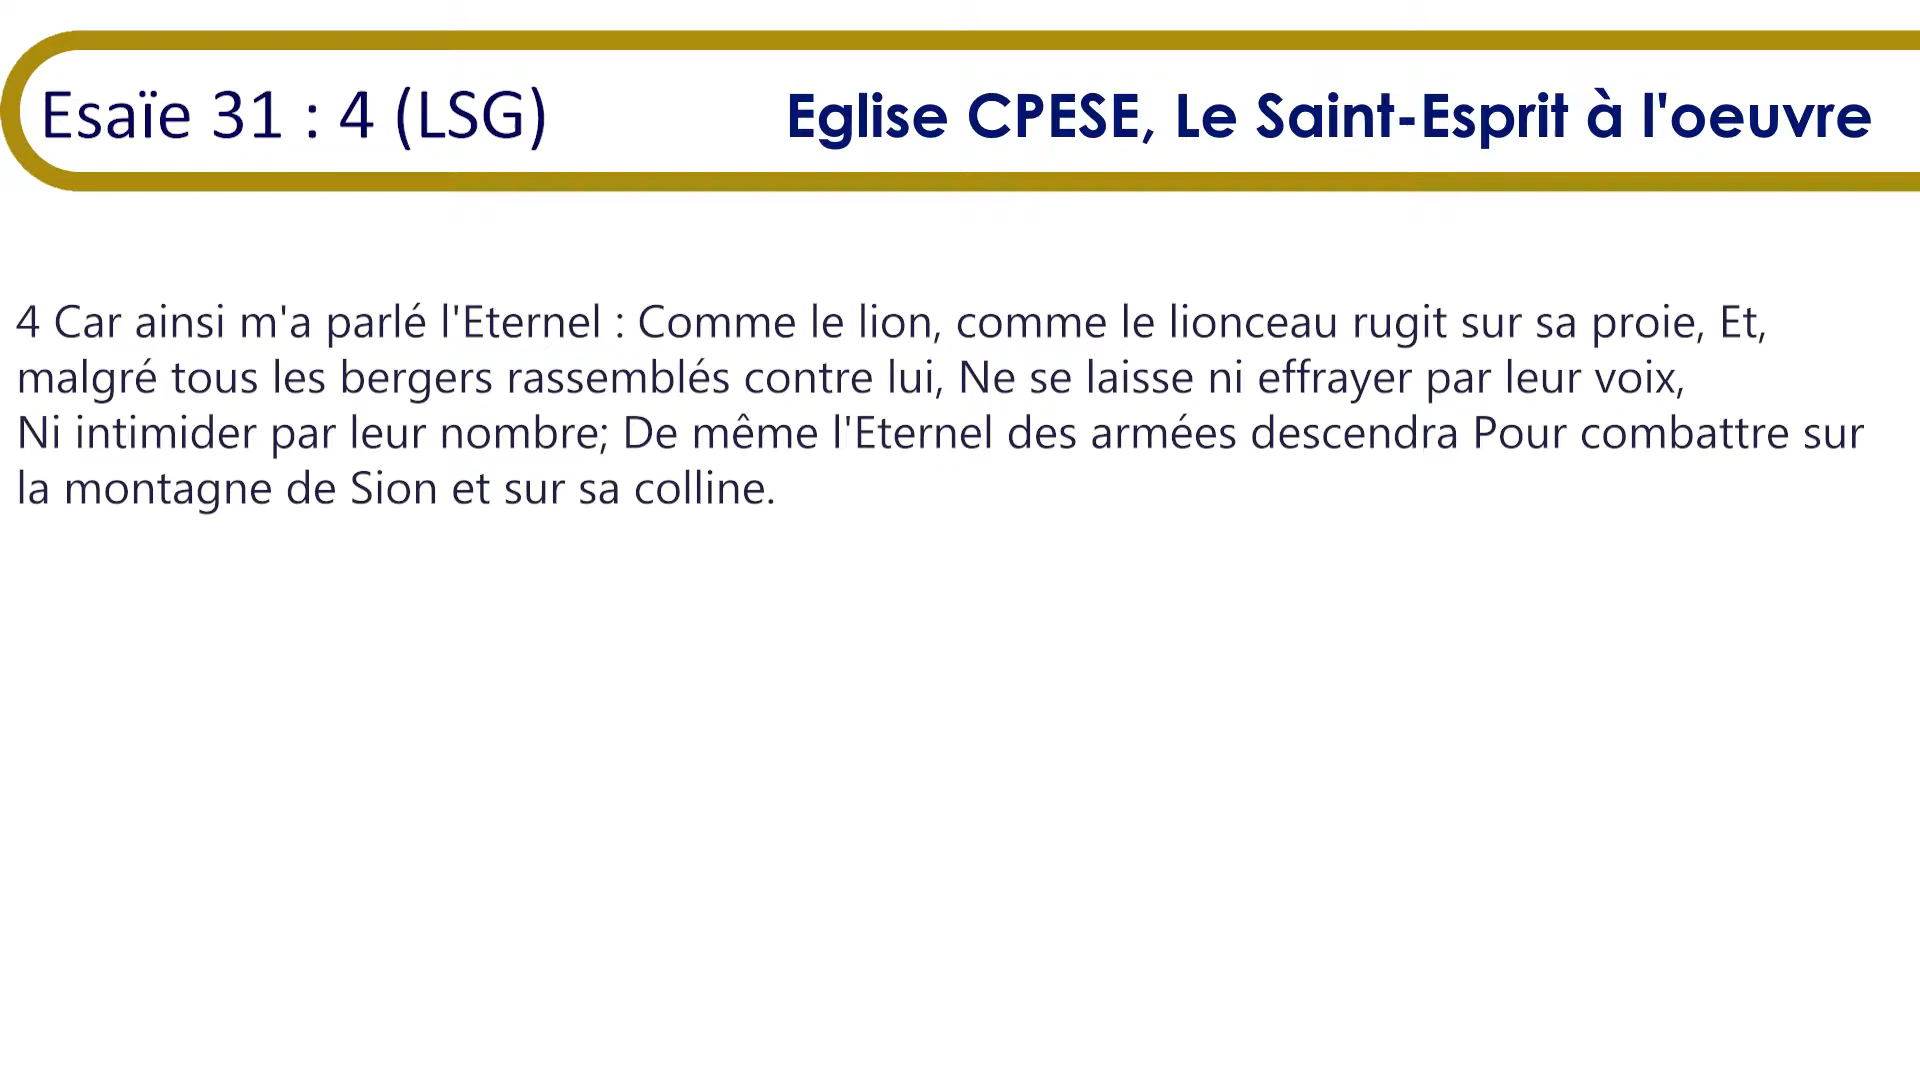 Esaïe 31 : 4 (LSG)
Eglise CPESE, Le Saint-Esprit à l'oeuvre
4 Car ainsi m'a parlé l'Eternel : Comme le lion, comme le lionceau rugit sur sa proie, Et,
malgré tous les bergers rassemblés contre lui, Ne se laisse ni effrayer par leur voix,
Ni intimider par leur nombre; De même l'Eternel des armées descendra Pour combattre sur
la montagne de Sion et sur sa colline.